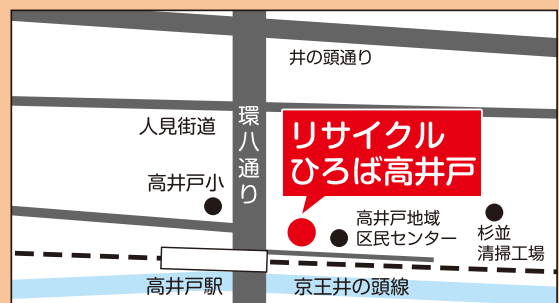 井の頭通り
人見街道
環八通り
リサイクル
ひろば高井戸
高井戸小
高井戸地域
区民センター
杉並
清掃工場
高井戸駅
京王井の頭線